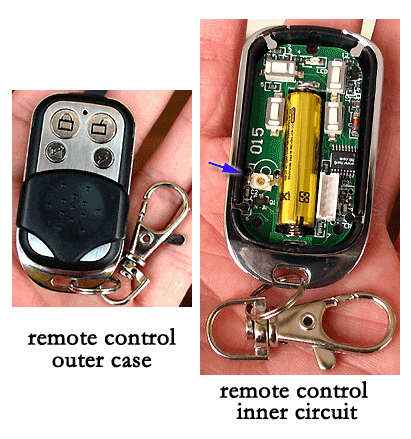 015
remote control
outer case
remote control
inner circuit